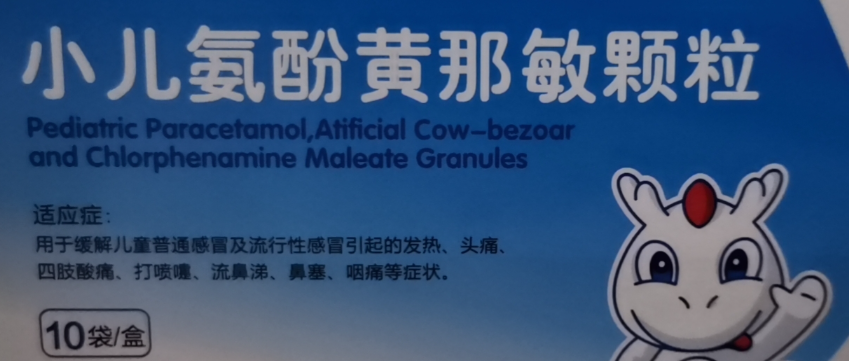 小儿氨酚黄那敏颗粒
Pediatric Paracetamol,Atificial Cow-bezoar
and Chlorphenamine Maleate Granules
适应症:
用于缓解儿童普通感冒及流行性感冒引起的发热、头痛、
四肢酸痛、打喷嚏、流鼻涕、鼻塞、咽痛等症状。
10袋/盒